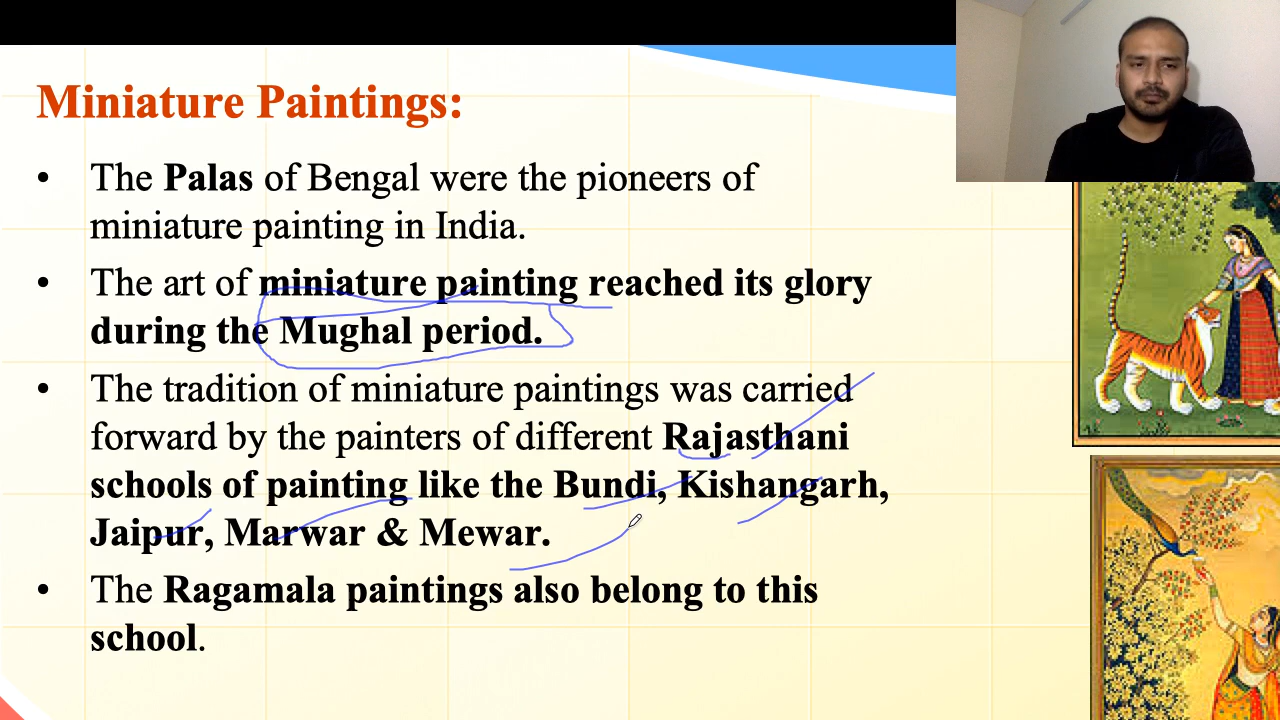 Miniature Paintings:
• The Palas of Bengal were the pioneers of
miniature painting in India.
• The art of miniature painting reached its glory
during the Mughal period.
• The tradition of miniature paintings was carried
forward by the painters of different Rajasthani
schools of painting like the Bundi, Kishangarh,
Jaipur, Marwar & Mewar.
• The Ragamala paintings also belong to this
school.